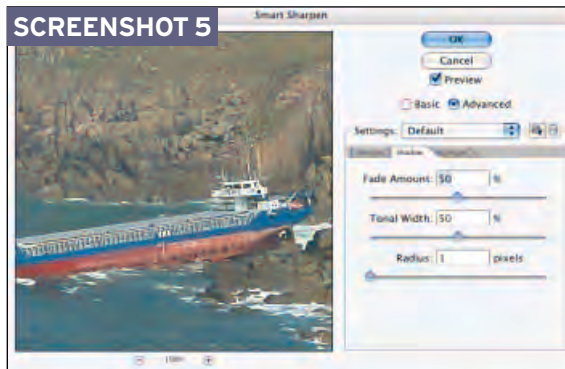 SCREENSHOT 5
Smart Sharpen
OK
Cancel
Preview
Basic Advanced
Settings: Default
Shadow
Fade Amount: 50 %
Tonal Width: 50 %
Radius: 1 pixels